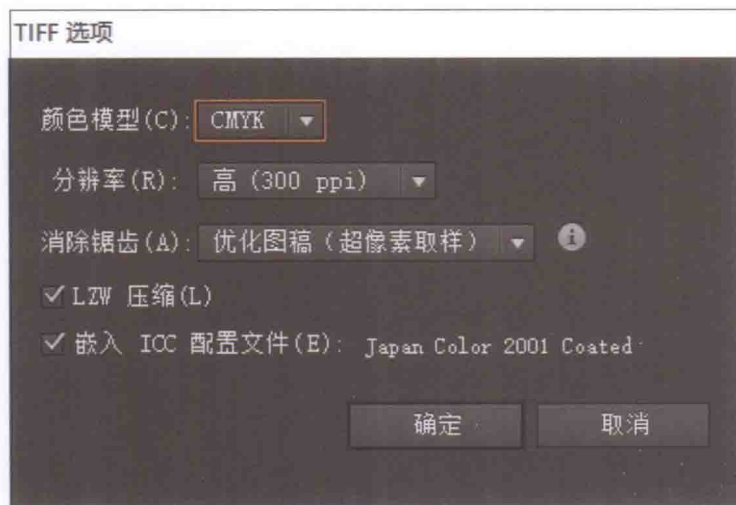 TIFF 选项
颜色模型(C): CMYK
分辨率(R): 高 (300 ppi)
消除锯齿(A): 优化图稿（超像素取样）
LZW 压缩(L)
嵌入 ICC 配置文件(E): Japan Color 2001 Coated
确定 取消